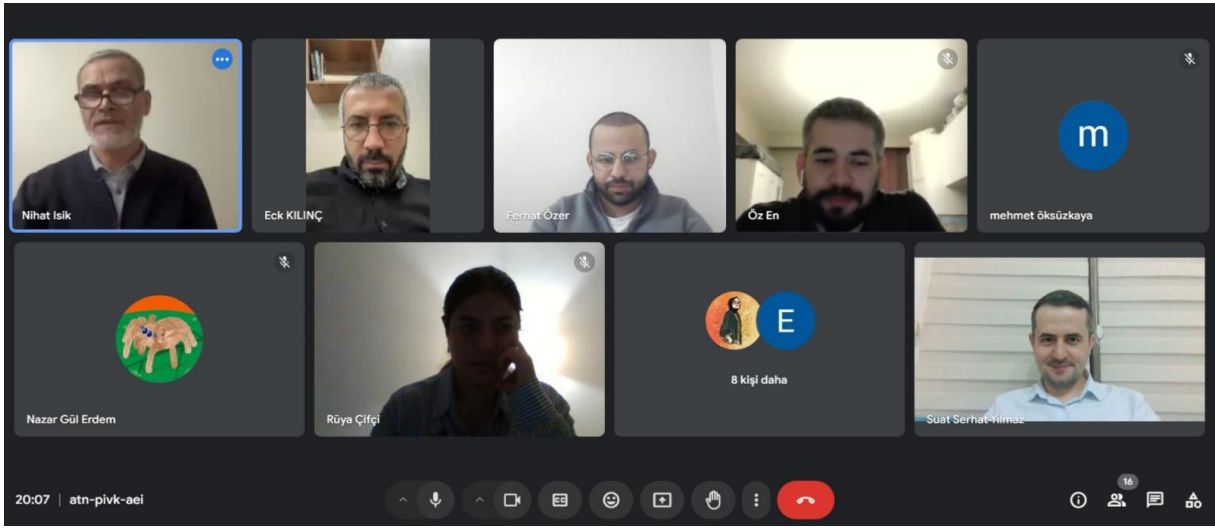 Nihat Isik
Eck KILINÇ
Ferhat Özer
Öz En
m
mehmet öksüzkaya
Nazar Gül Erdem
Rüya Çifçi
E
8 kişi daha
Suat Serhat Yılmaz
20:07 | atn-pivk-aei
16